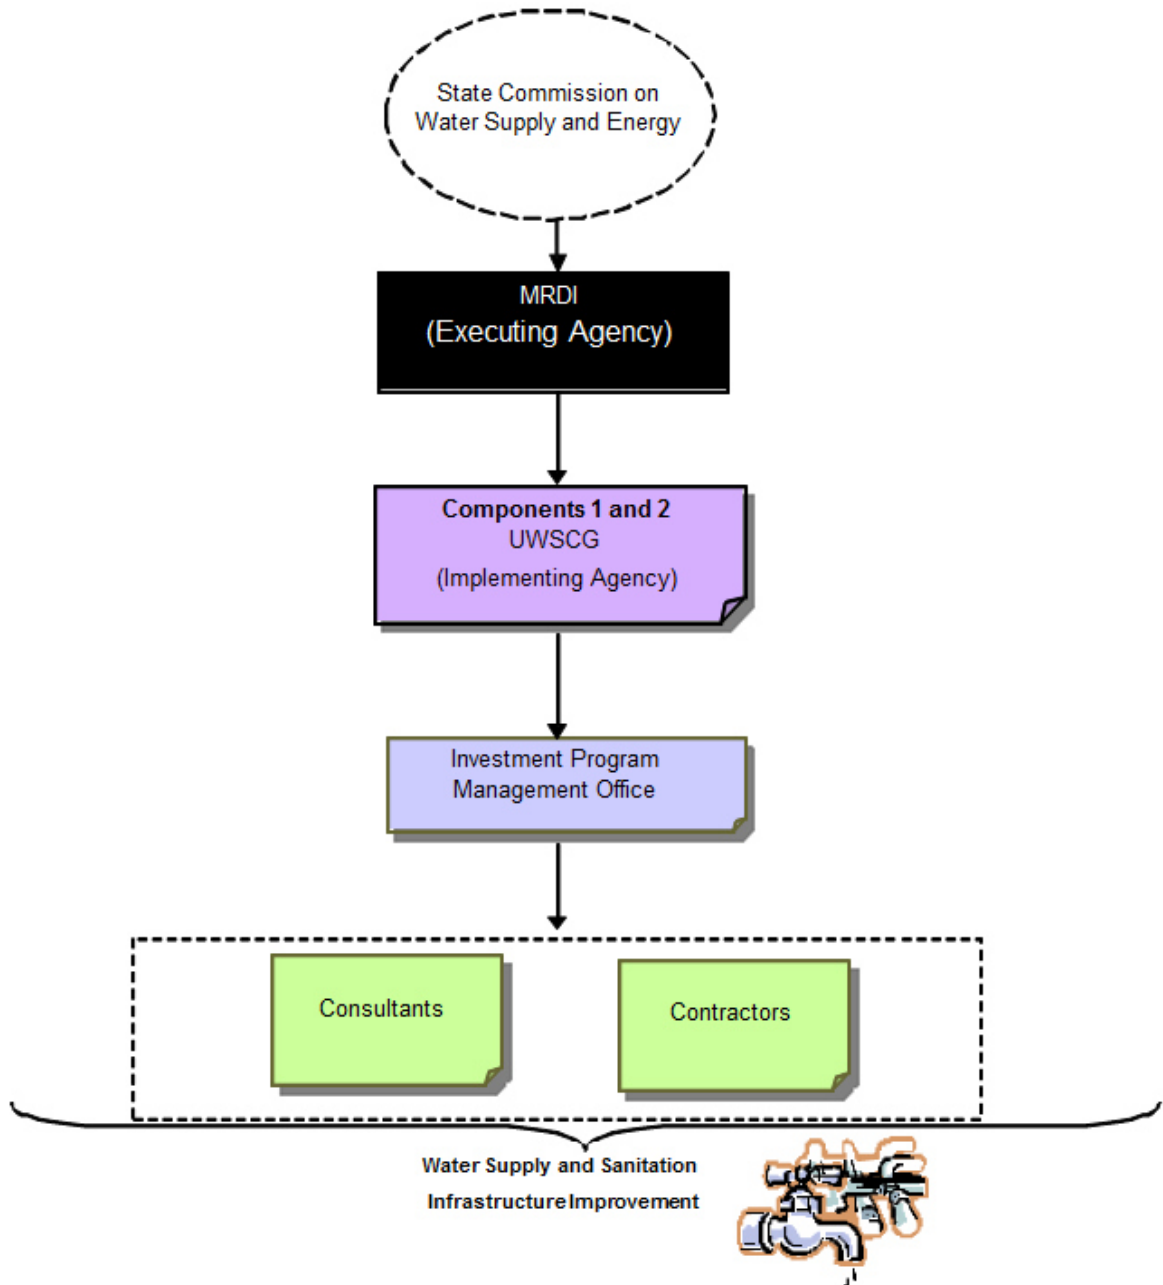 State Commission on
Water Supply and Energy
MRDI
(Executing Agency)
Components 1 and 2
UWSCG
(Implementing Agency)
Investment Program
Management Office
Consultants
Contractors
Water Supply and Sanitation
Infrastructure Improvement